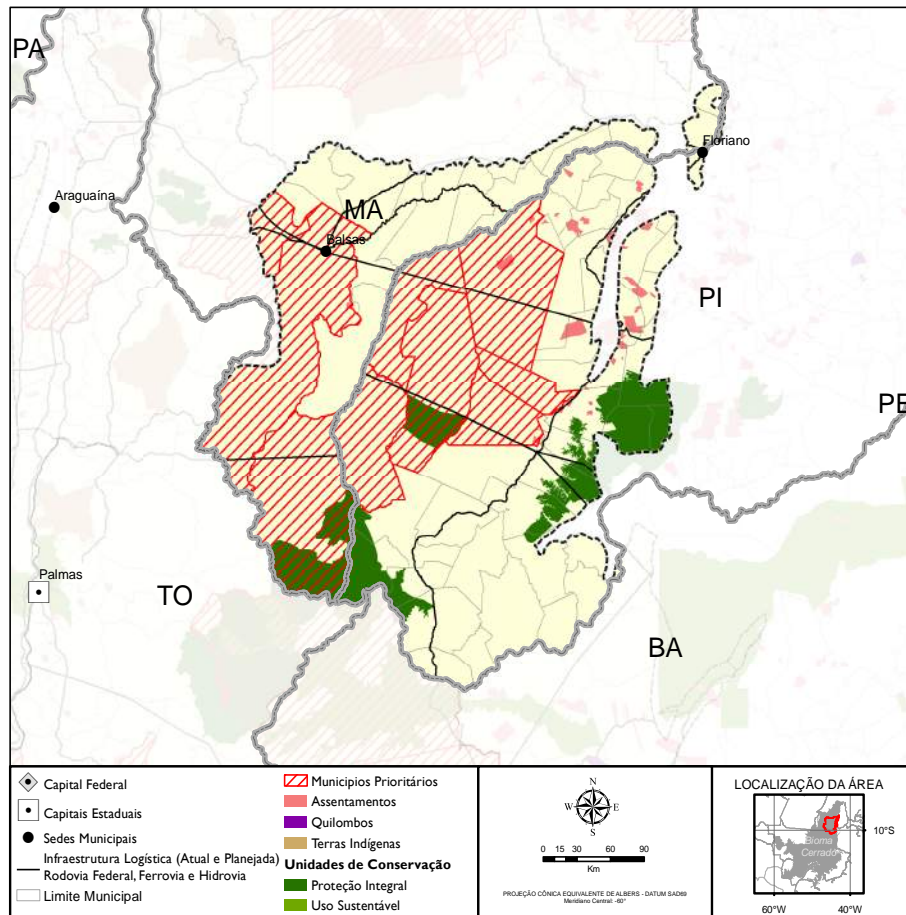 PA
Floriano
Araguaína
MA
Balsas
PI
PE
Palmas
TO
BA
Capital Federal
Capitais Estaduais
Sedes Municipais
Infraestrutura Logística (Atual e Planejada)
Rodovia Federal, Ferrovia e Hidrovia
Limite Municipal
Municipios Prioritários
Assentamentos
Quilombos
Terras Indígenas
Unidades de Conservação
Proteção Integral
Uso Sustentável
N
W E
S
0 15 30 60 90
Km
PROJEÇÃO CÔNICA EQUIVALENTE DE ALBERS - DATUM SAD69
Meridiano Central: -60°
LOCALIZAÇÃO DA ÁREA
10°S
Bioma
Cerrado
60°W 40°W